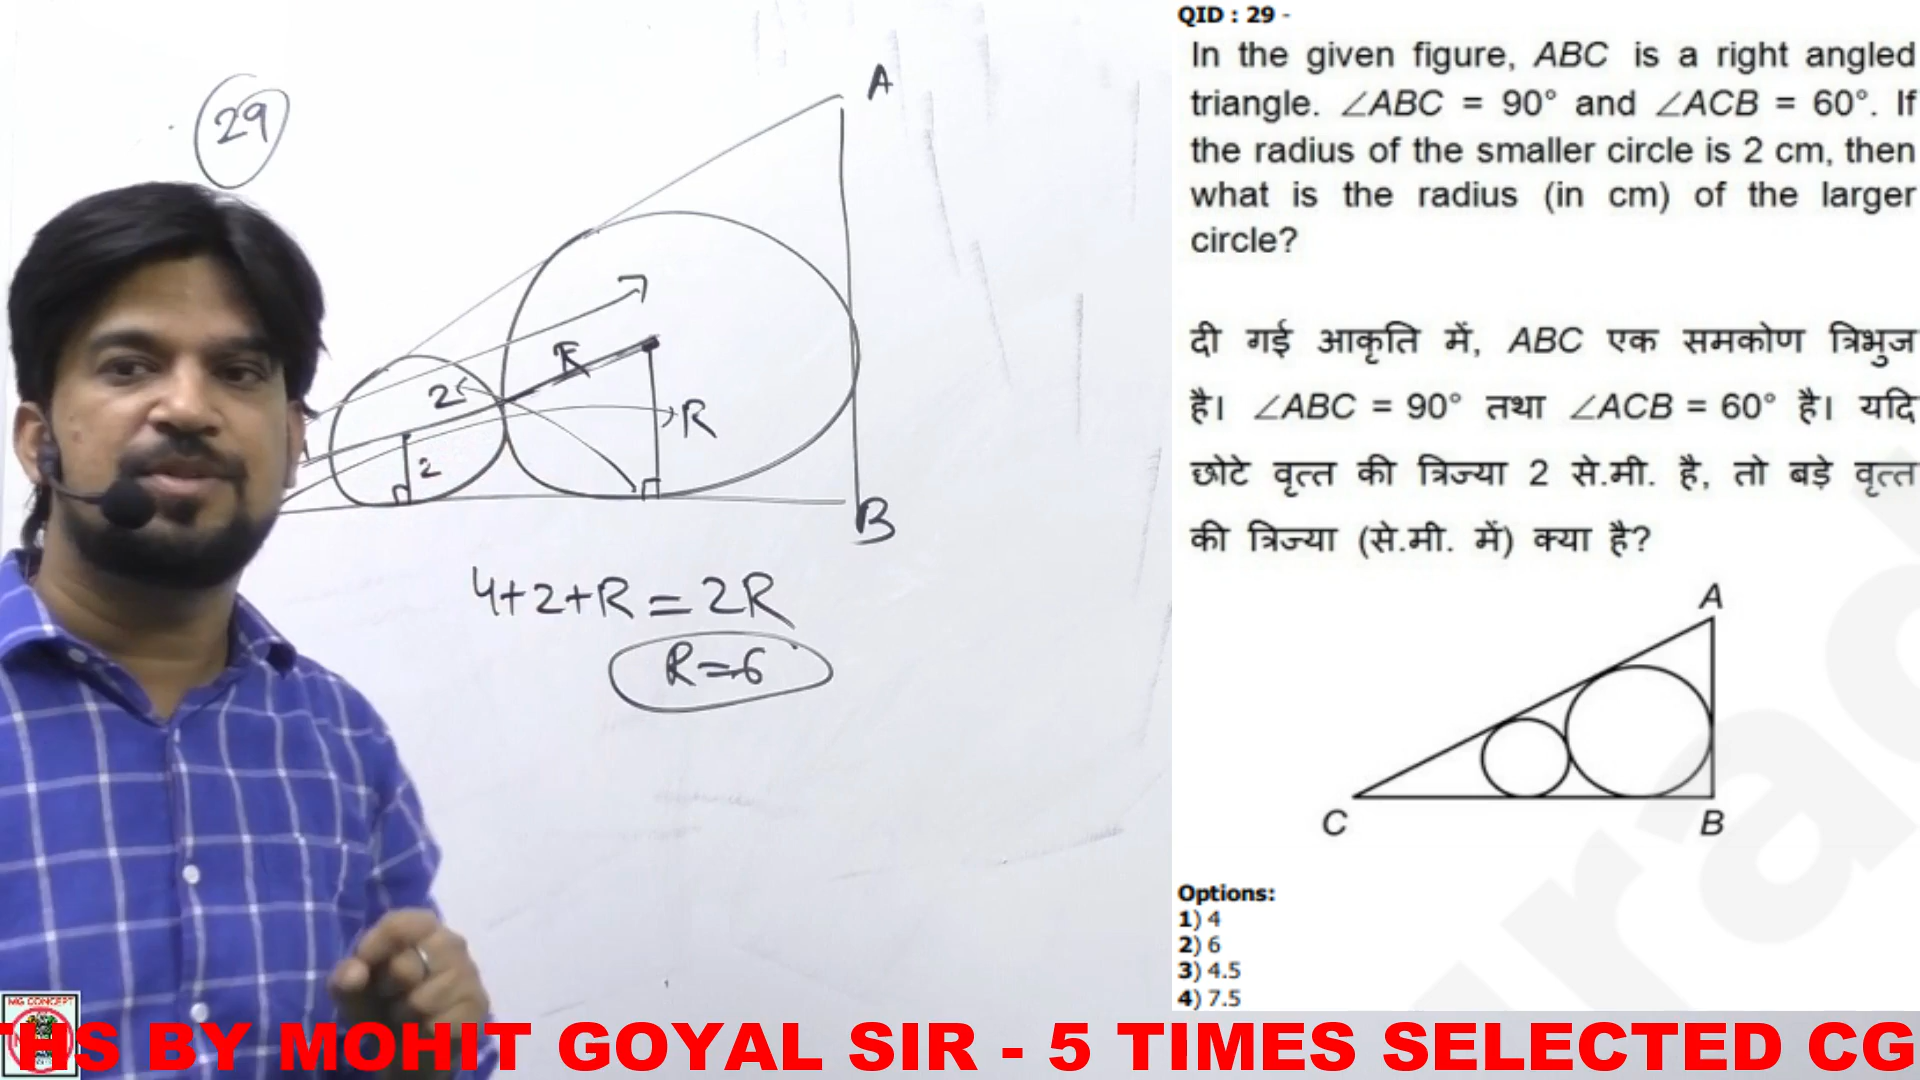 29
A
R
2
2
R
B
4+2+R = 2R
R=6
QID : 29 -
In the given figure, ABC is a right angled
triangle. ∠ABC = 90° and ∠ACB = 60°. If
the radius of the smaller circle is 2 cm, then
what is the radius (in cm) of the larger
circle?
दी गई आकृति में, ABC एक समकोण त्रिभुज
है। ∠ABC = 90° तथा ∠ACB = 60° है। यदि
छोटे वृत्त की त्रिज्या 2 से.मी. है, तो बड़े वृत्त
की त्रिज्या (से.मी. में) क्या है?
A
C
B
Options:
1) 4
2) 6
3) 4.5
4) 7.5
MG CONCEPT
HS BY MOHIT GOYAL SIR - 5 TIMES SELECTED CG